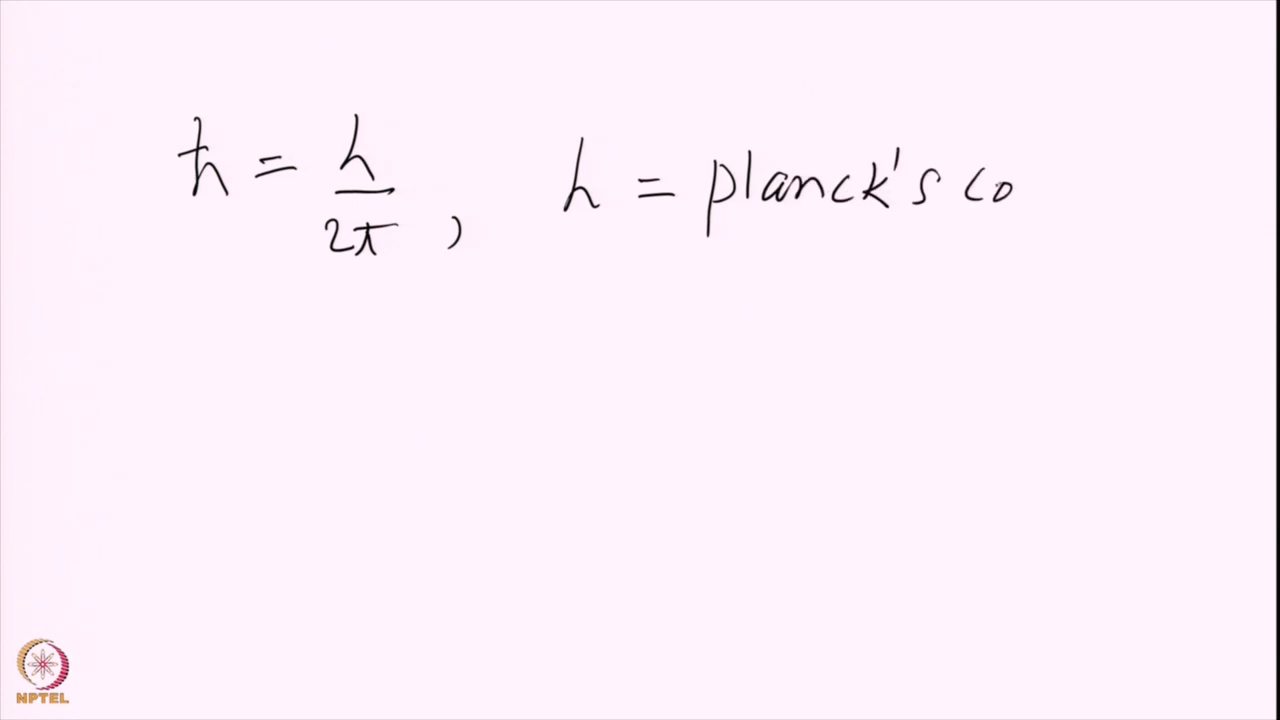 ℏ = h/2π , h = planck's co
NPTEL